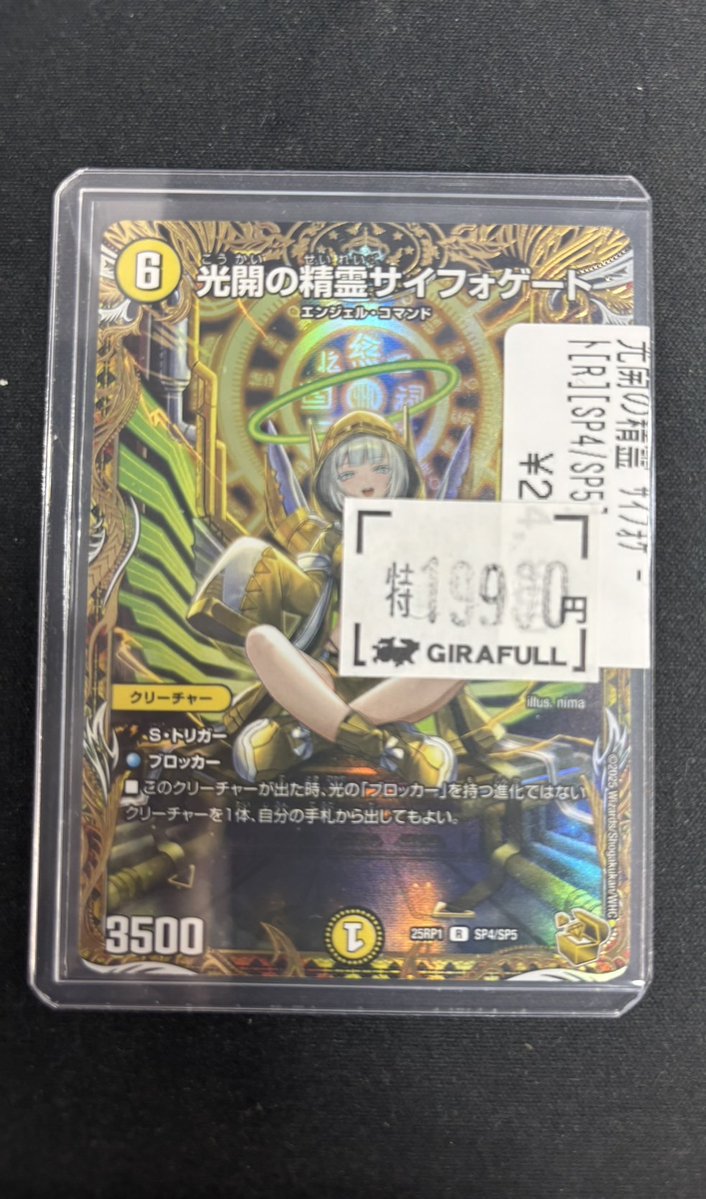 6
こうかい せいれい
光開の精霊サイフォゲート
エンジェル・コマンド
光開の精霊 サイフォゲー
ト[R][SP4/SP5]
¥2
特
円
GIRAFULL
クリーチャー
illus. nima
S・トリガー
ブロッカー
■このクリーチャーが出た時、光の「ブロッカー」を持つ進化ではない
クリーチャーを1体、自分の手札から出してもよい。
©2025 Wizards/Shogakukan/WHC
3500
1
25RP1 R SP4/SP5